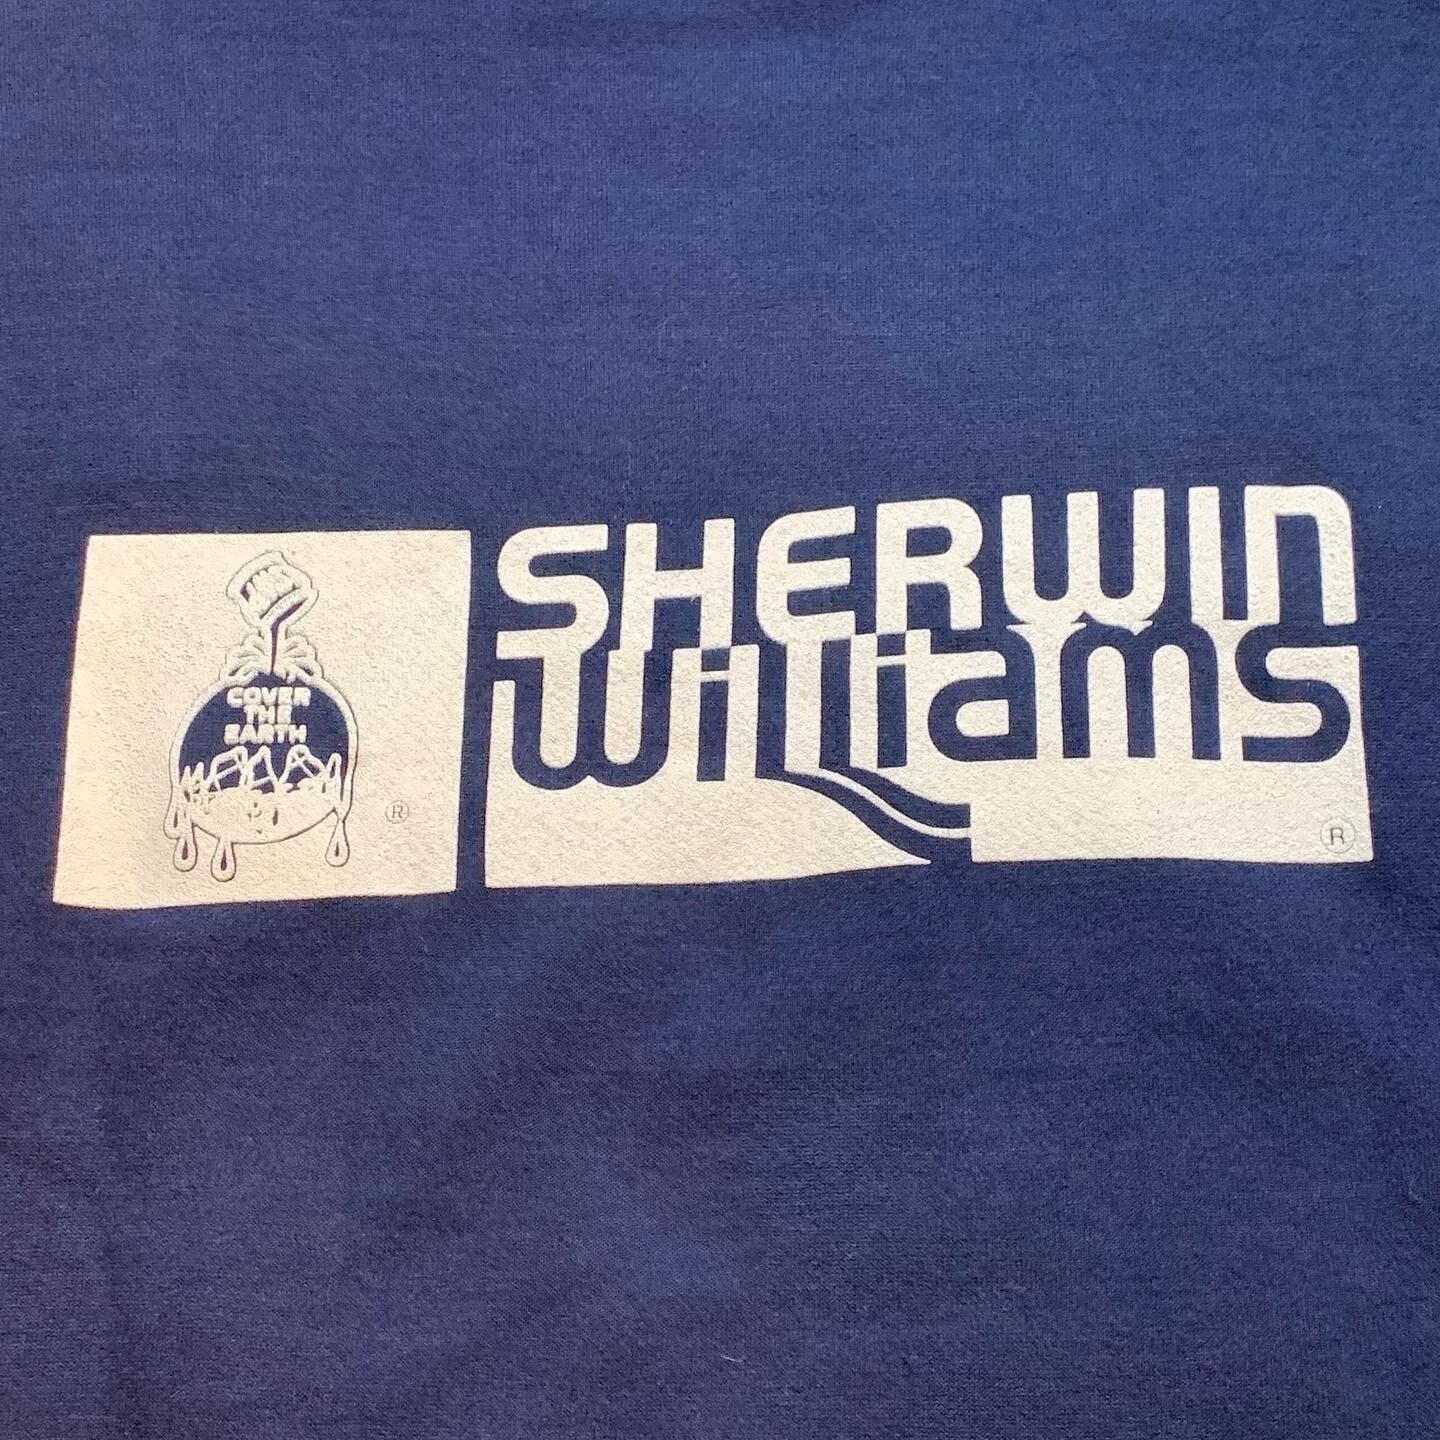 COVER
THE
EARTH
®
SHERWIN
Williams
®